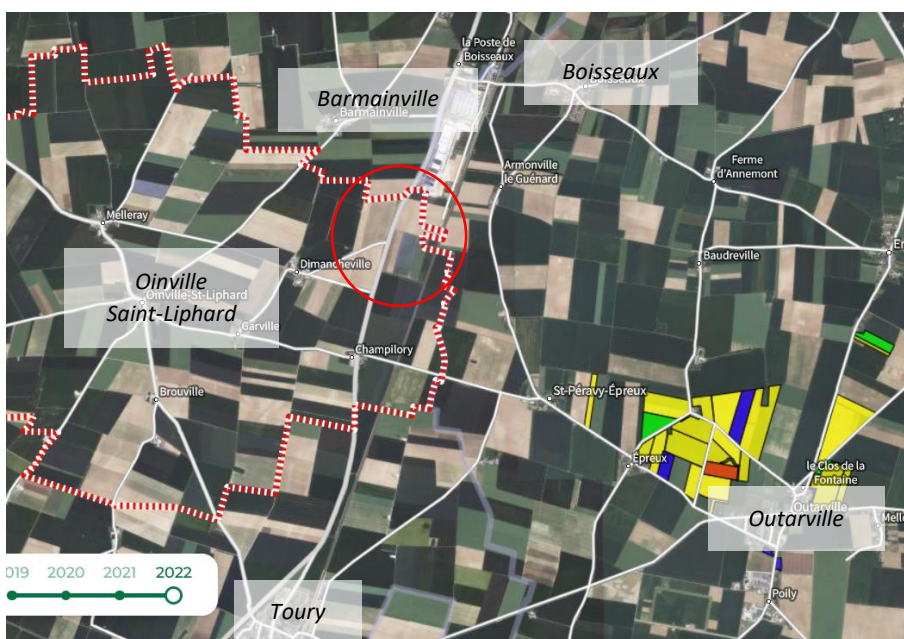 la Poste de
Boisseaux
Boisseaux
Barmainville
Barmainville
Armonville
le Guénard
Ferme
d'Annemont
Melleray
Dimancheville
Baudreville
Oinville
Oinville-St-Liphard
Saint-Liphard
Garville
Champilory
Brouville
St-Péravy-Épreux
Épreux
le Clos de la
Fontaine
Outarville
Outarville
Poily
019 2020 2021 2022
Toury